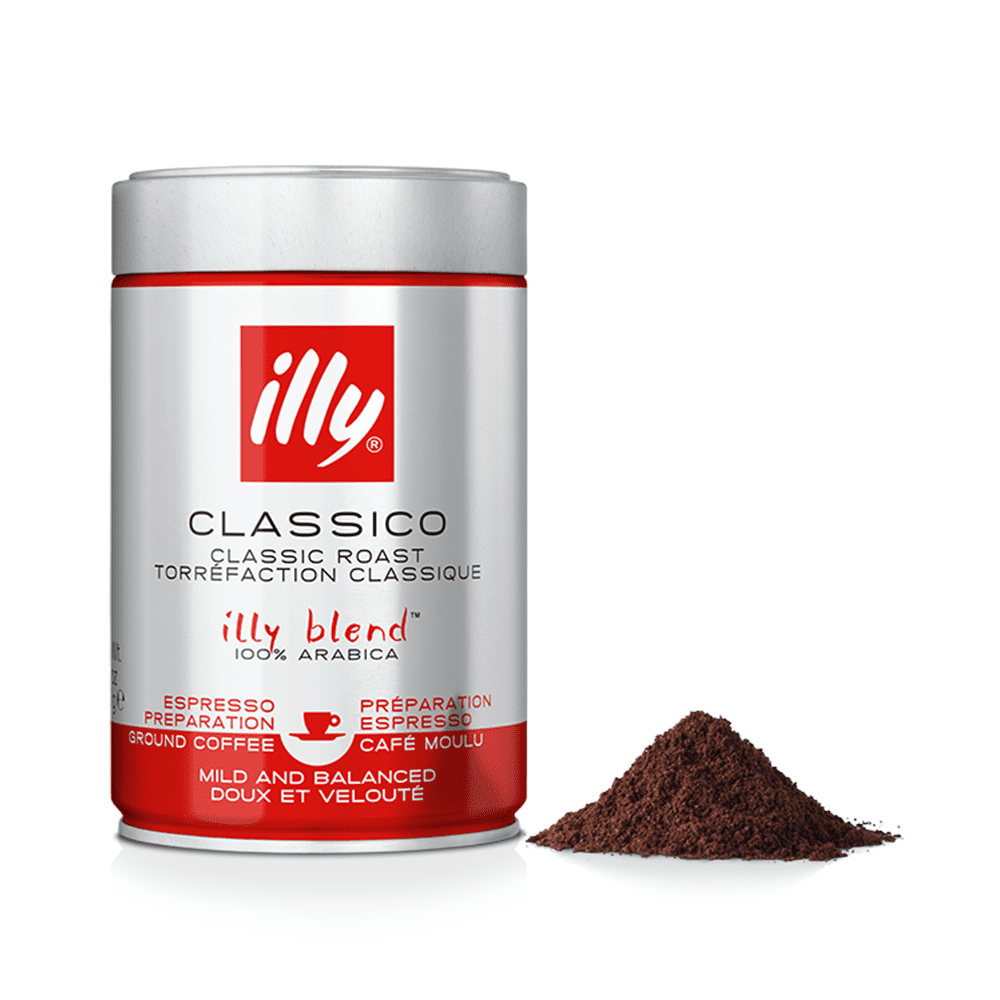 illy®
CLASSICO
CLASSIC ROAST
TORRÉFACTION CLASSIQUE
illy blend™
100% ARABICA
ESPRESSO
PREPARATION
GROUND COFFEE
PRÉPARATION
ESPRESSO
CAFÉ MOULU
MILD AND BALANCED
DOUX ET VELOUTÉ